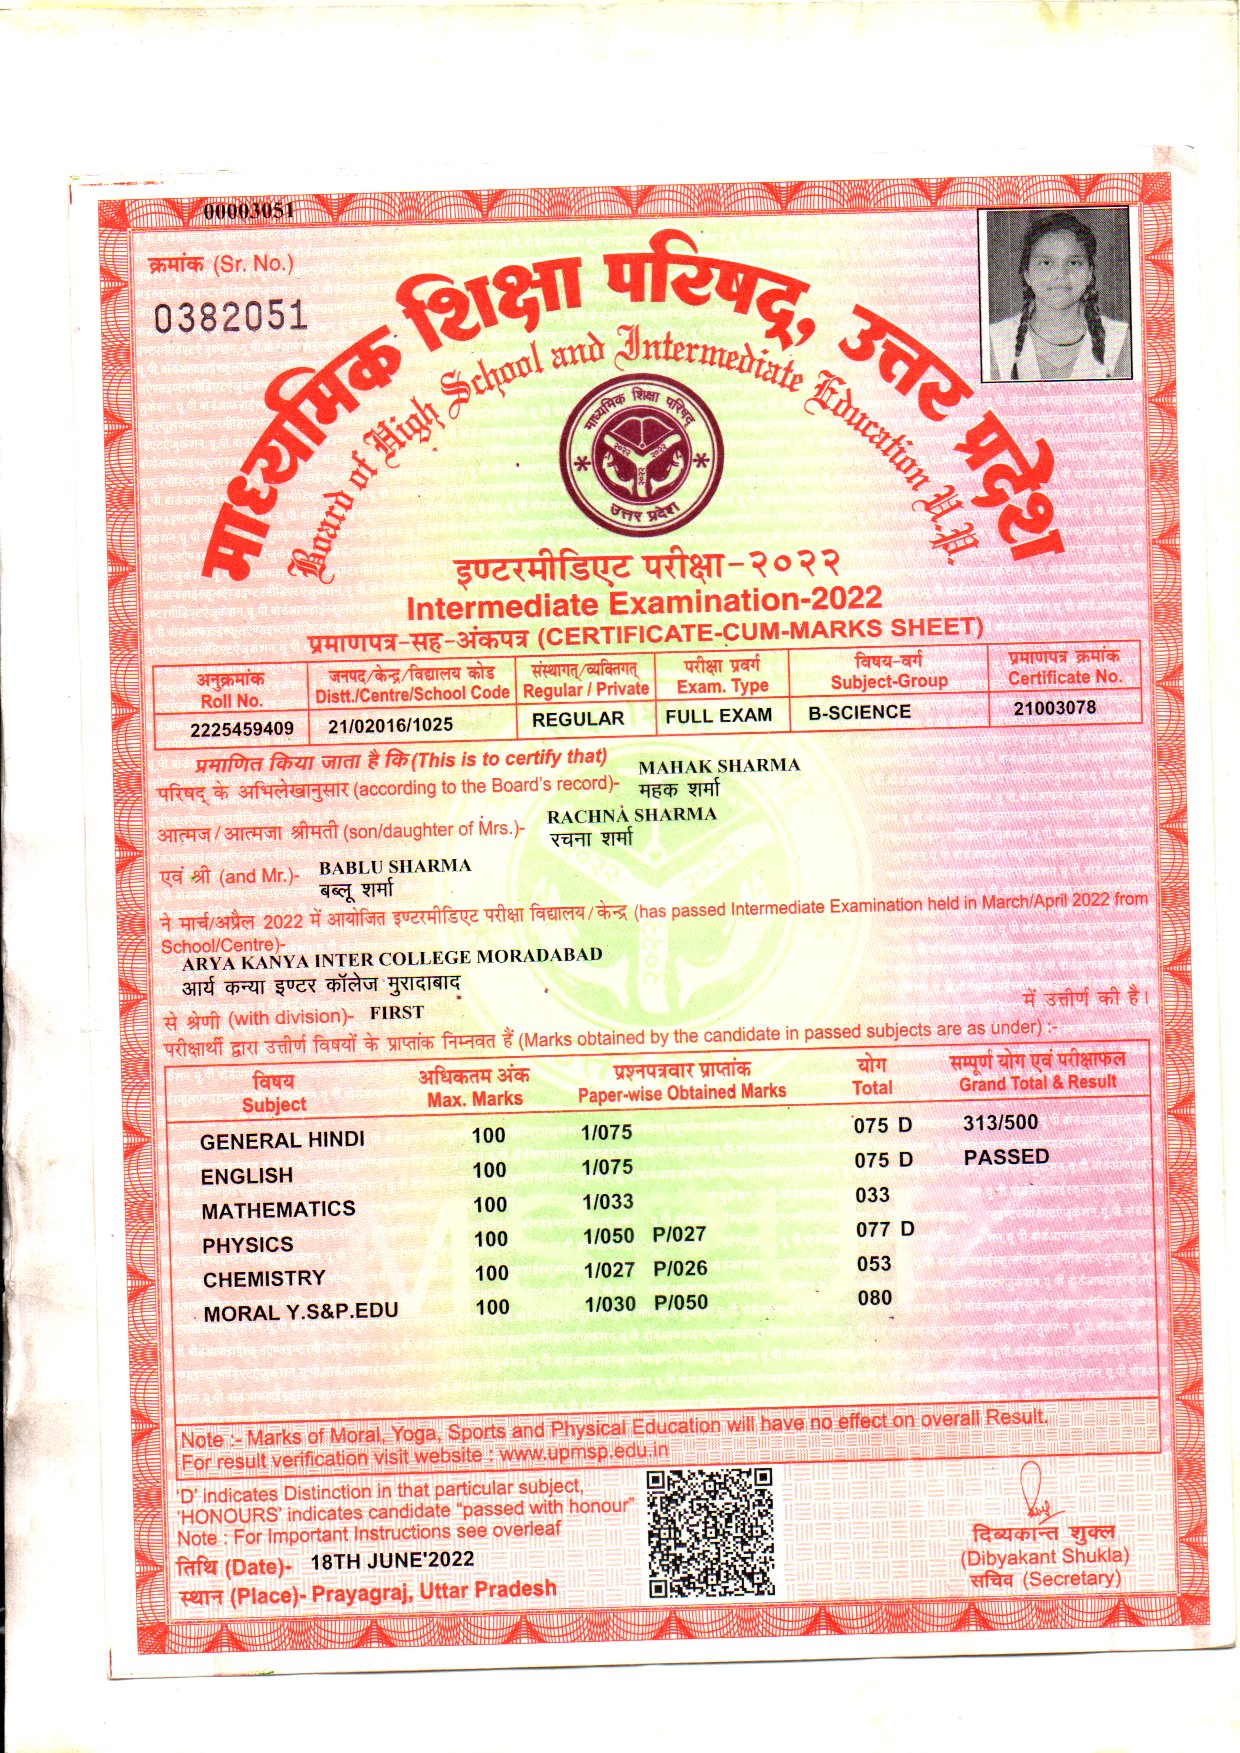 00003051
क्रमांक (Sr. No.)
0382051
माध्यमिक शिक्षा परिषद्, उत्तर प्रदेश
Board of High School and Intermediate Education U.P.
माध्यमिक शिक्षा परिषद्
२०२२ २०२२
२०२२
उत्तर प्रदेश
इण्टरमीडिएट परीक्षा-२०२२
Intermediate Examination-2022
प्रमाणपत्र-सह-अंकपत्र (CERTIFICATE-CUM-MARKS SHEET)
अनुक्रमांक जनपद/केन्द्र/विद्यालय कोड संस्थागत्/व्यक्तिगत् परीक्षा प्रवर्ग विषय-वर्ग प्रमाणपत्र क्रमांक
Roll No. Distt./Centre/School Code Regular / Private Exam. Type Subject-Group Certificate No.
2225459409 21/02016/1025 REGULAR FULL EXAM B-SCIENCE 21003078
प्रमाणित किया जाता है कि (This is to certify that) MAHAK SHARMA
परिषद् के अभिलेखानुसार (according to the Board's record)- महक शर्मा
RACHNA SHARMA
आत्मज / आत्मजा श्रीमती (son/daughter of Mrs.)- रचना शर्मा
एवं श्री (and Mr.)- BABLU SHARMA
बब्लू शर्मा
ने मार्च/अप्रैल 2022 में आयोजित इण्टरमीडिएट परीक्षा विद्यालय/केन्द्र (has passed Intermediate Examination held in March/April 2022 from
School/Centre)-
ARYA KANYA INTER COLLEGE MORADABAD
आर्य कन्या इण्टर कॉलेज मुरादाबाद
में उत्तीर्ण की है।
से श्रेणी (with division)- FIRST
परीक्षार्थी द्वारा उत्तीर्ण विषयों के प्राप्तांक निम्नवत हैं (Marks obtained by the candidate in passed subjects are as under) :-
विषय अधिकतम अंक प्रश्नपत्रवार प्राप्तांक योग सम्पूर्ण योग एवं परीक्षाफल
Subject Max. Marks Paper-wise Obtained Marks Total Grand Total & Result
GENERAL HINDI 100 1/075 075 D 313/500
ENGLISH 100 1/075 075 D PASSED
MATHEMATICS 100 1/033 033
PHYSICS 100 1/050 P/027 077 D
CHEMISTRY 100 1/027 P/026 053
MORAL Y.S&P.EDU 100 1/030 P/050 080
Note :- Marks of Moral, Yoga, Sports and Physical Education will have no effect on overall Result.
For result verification visit website : www.upmsp.edu.in
'D' indicates Distinction in that particular subject,
'HONOURS' indicates candidate "passed with honour"
Note : For Important Instructions see overleaf
तिथि (Date)- 18TH JUNE'2022
स्थान (Place)- Prayagraj, Uttar Pradesh
दिव्यकान्त शुक्ल
(Dibyakant Shukla)
सचिव (Secretary)